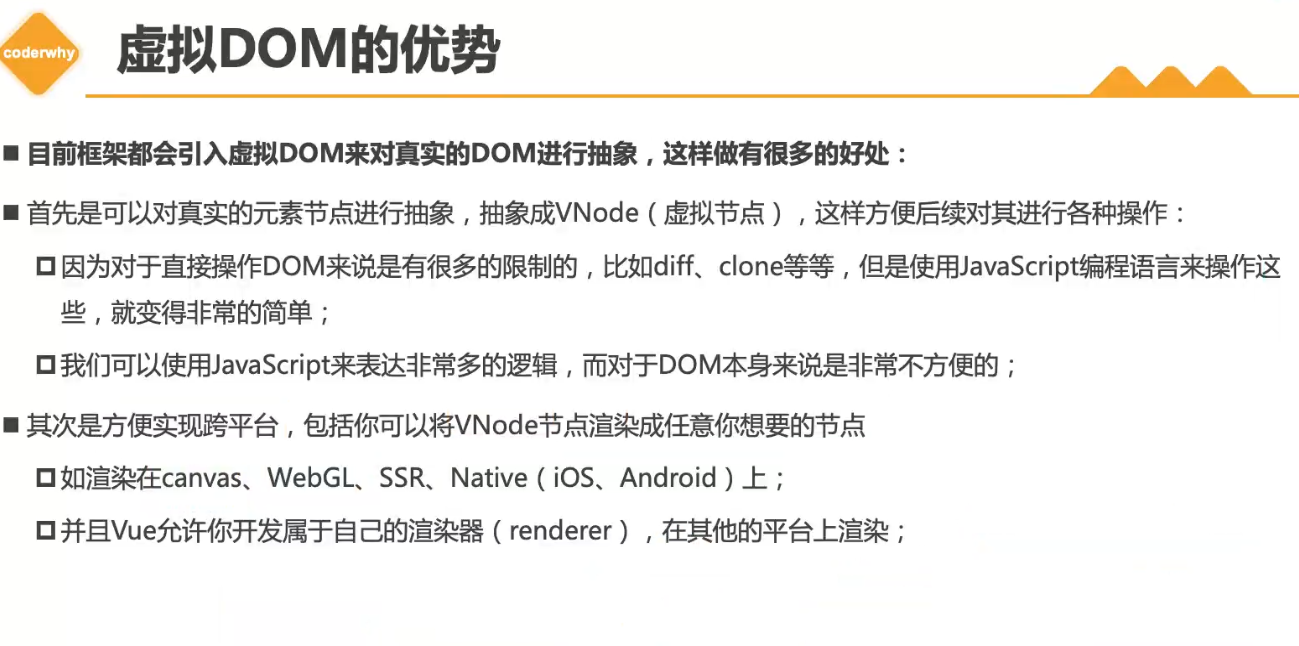 coderwhy
虚拟DOM的优势
目前框架都会引入虚拟DOM来对真实的DOM进行抽象，这样做有很多的好处：
首先是可以对真实的元素节点进行抽象，抽象成VNode（虚拟节点），这样方便后续对其进行各种操作：
因为对于直接操作DOM来说是有很多的限制的，比如diff、clone等等，但是使用JavaScript编程语言来操作这
些，就变得非常的简单；
我们可以使用JavaScript来表达非常多的逻辑，而对于DOM本身来说是非常不方便的；
其次是方便实现跨平台，包括你可以将VNode节点渲染成任意你想要的节点
如渲染在canvas、WebGL、SSR、Native（iOS、Android）上；
并且Vue允许你开发属于自己的渲染器（renderer），在其他的平台上渲染；